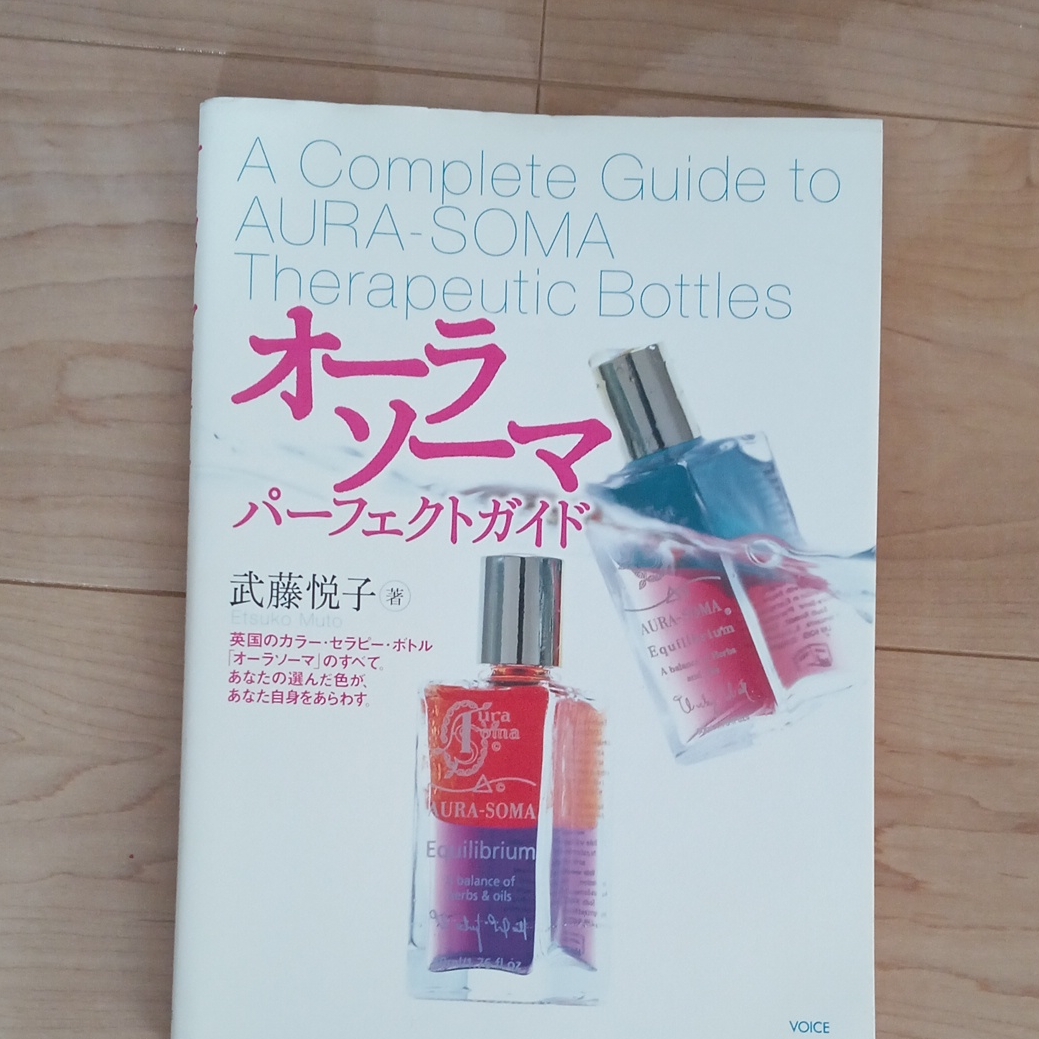 A Complete Guide to
AURA-SOMA
Therapeutic Bottles
オーラ
ソーマ
パーフェクトガイド
武藤悦子 著
Etsuko Muto
英国のカラー・セラピー・ボトル
「オーラソーマ」のすべて。
あなたの選んだ色が、
あなた自身をあらわす。
AURA-SOMA
Equilibrium
Aura
Soma
©
AURA-SOMA
Equilibrium
balance of
herbs & oils
VOICE